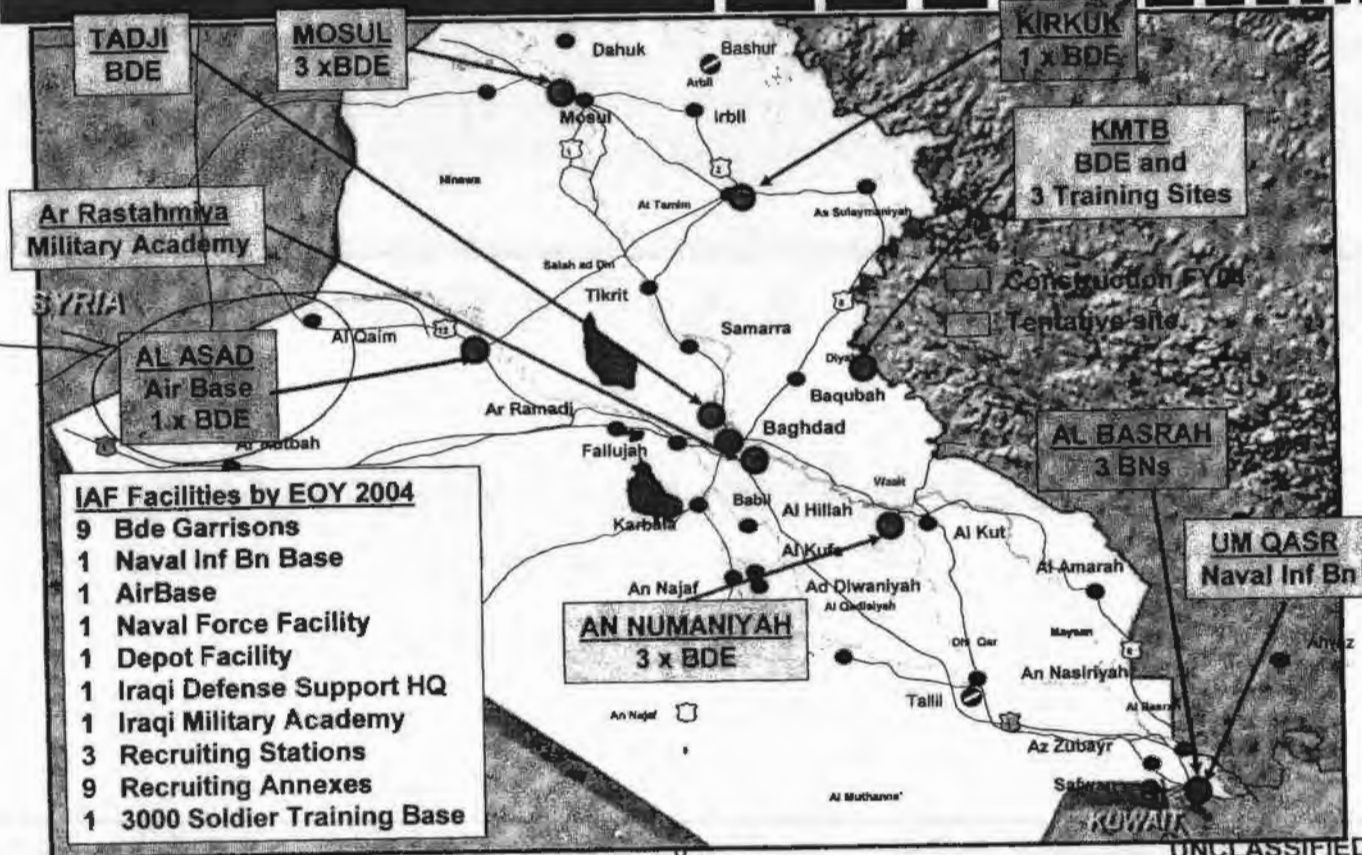 TADJI
BDE
MOSUL
3 xBDE
KIRKUK
1 x BDE
KMTB
BDE and
3 Training Sites
Ar Rastahmiya
Military Academy
Construction FY04
Tentative site
SYRIA
AL ASAD
Air Base
1 x BDE
AL BASRAH
3 BNs
UM QASR
Naval Inf Bn
AN NUMANIYAH
3 x BDE
IAF Facilities by EOY 2004
9 Bde Garrisons
1 Naval Inf Bn Base
1 AirBase
1 Naval Force Facility
1 Depot Facility
1 Iraqi Defense Support HQ
1 Iraqi Military Academy
3 Recruiting Stations
9 Recruiting Annexes
1 3000 Soldier Training Base
Dahuk
Bashur
Arbil
Mosul
Irbil
Ninawa
At Tamim
As Sulaymaniyah
Salah ad Din
Tikrit
Samarra
Al Qaim
12
Diyala
Baqubah
Ar Ramadi
Baghdad
Ar Rutbah
Fallujah
Wasit
Babil
Al Hillah
Karbala
Al Kut
Al Kufa
An Najaf
Ad Diwaniyah
Al Qadisiyah
Al Amarah
Maysan
Dhi Qar
An Nasiriyah
Ahvaz
Tallil
An Najaf
Al Basrah
Az Zubayr
Safwan
Al Muthanna'
KUWAIT
UNCLASSIFIED